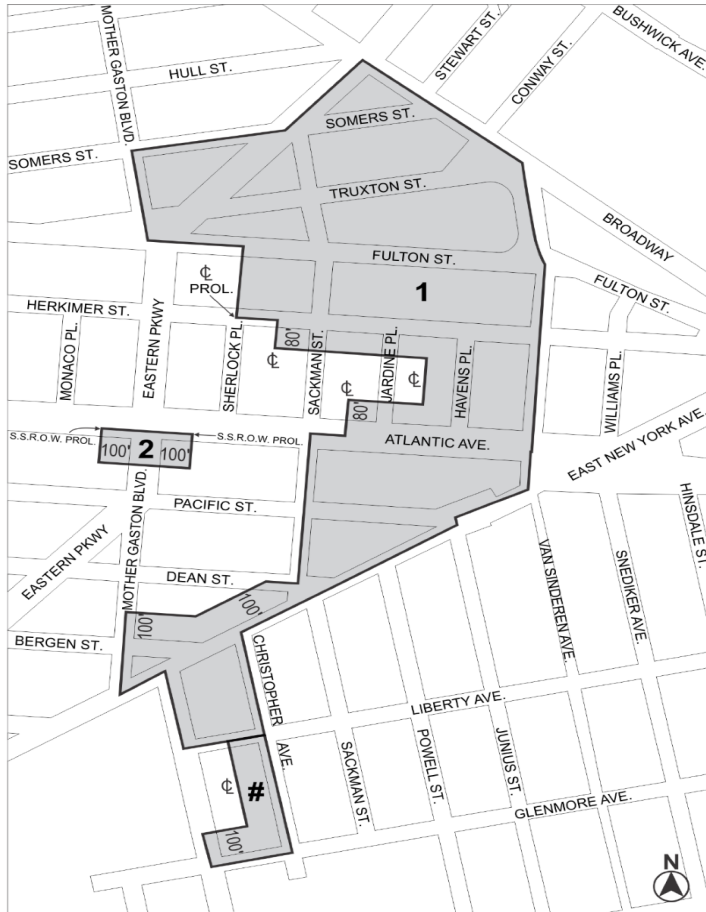 MOTHER GASTON BLVD.
HULL ST.
STEWART ST.
CONWAY ST.
BUSHWICK AVE.
SOMERS ST.
SOMERS ST.
TRUXTON ST.
BROADWAY
FULTON ST.
FULTON ST.
℄
PROL.
1
HERKIMER ST.
MONACO PL.
EASTERN PKWY
SHERLOCK PL.
℄
SACKMAN ST.
80'
℄
JARDINE PL.
℄
HAVENS PL.
WILLIAMS PL.
80'
ATLANTIC AVE.
EAST NEW YORK AVE.
S.S.R.O.W. PROL.
S.S.R.O.W. PROL.
100'
2
100'
MOTHER GASTON BLVD.
PACIFIC ST.
HINSDALE ST.
EASTERN PKWY
DEAN ST.
VAN SINDEREN AVE.
SNEDIKER AVE.
100'
100'
BERGEN ST.
CHRISTOPHER
AVE.
LIBERTY AVE.
SACKMAN ST.
POWELL ST.
JUNIUS ST.
℄
#
GLENMORE AVE.
100'
N